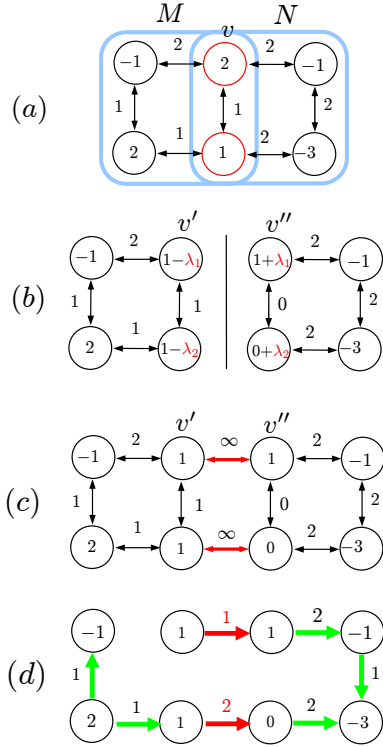 M N
v
2 2
−1 2 −1
(a) 1 1 2
1 2
2 1 −3
v′ v′′
2 2
−1 1−λ₁ 1+λ₁ −1
(b) 1 1 0 2
1 2
2 1−λ₂ 0+λ₂ −3
v′ v′′
2 ∞ 2
−1 1 1 −1
(c) 1 1 0 2
1 ∞ 2
2 1 0 −3
1 2
−1 1 1 −1
(d) 1 1
1 2 2
2 1 0 −3